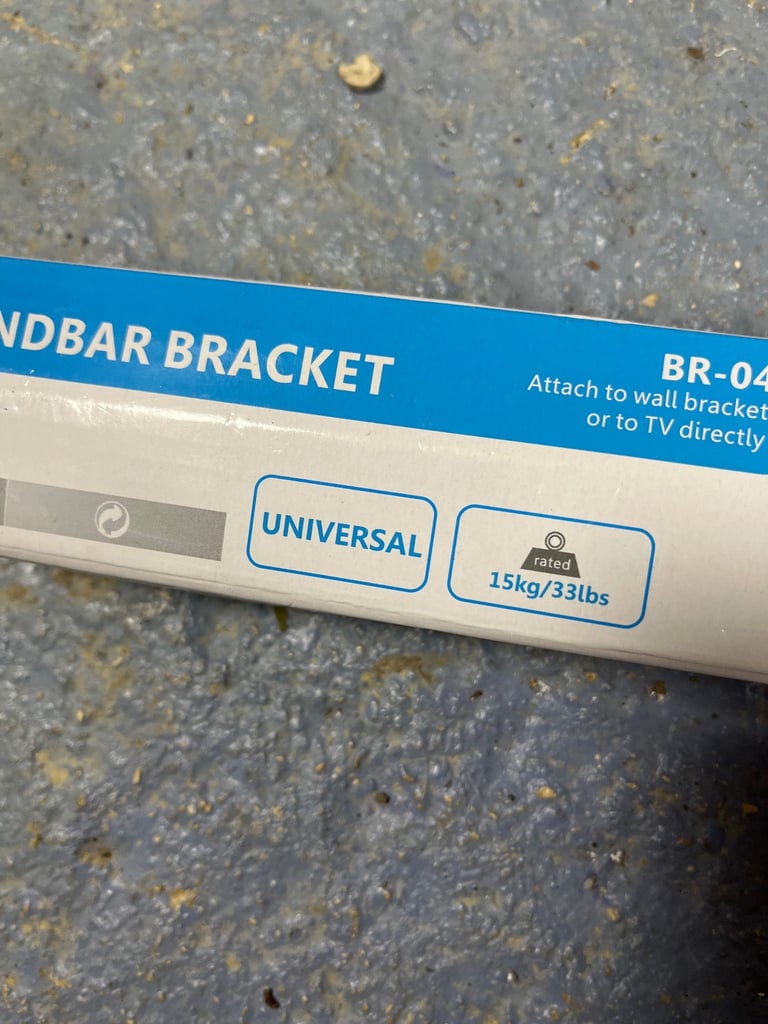 NDBAR BRACKET
BR-04
Attach to wall bracket
or to TV directly
UNIVERSAL
rated
15kg/33lbs